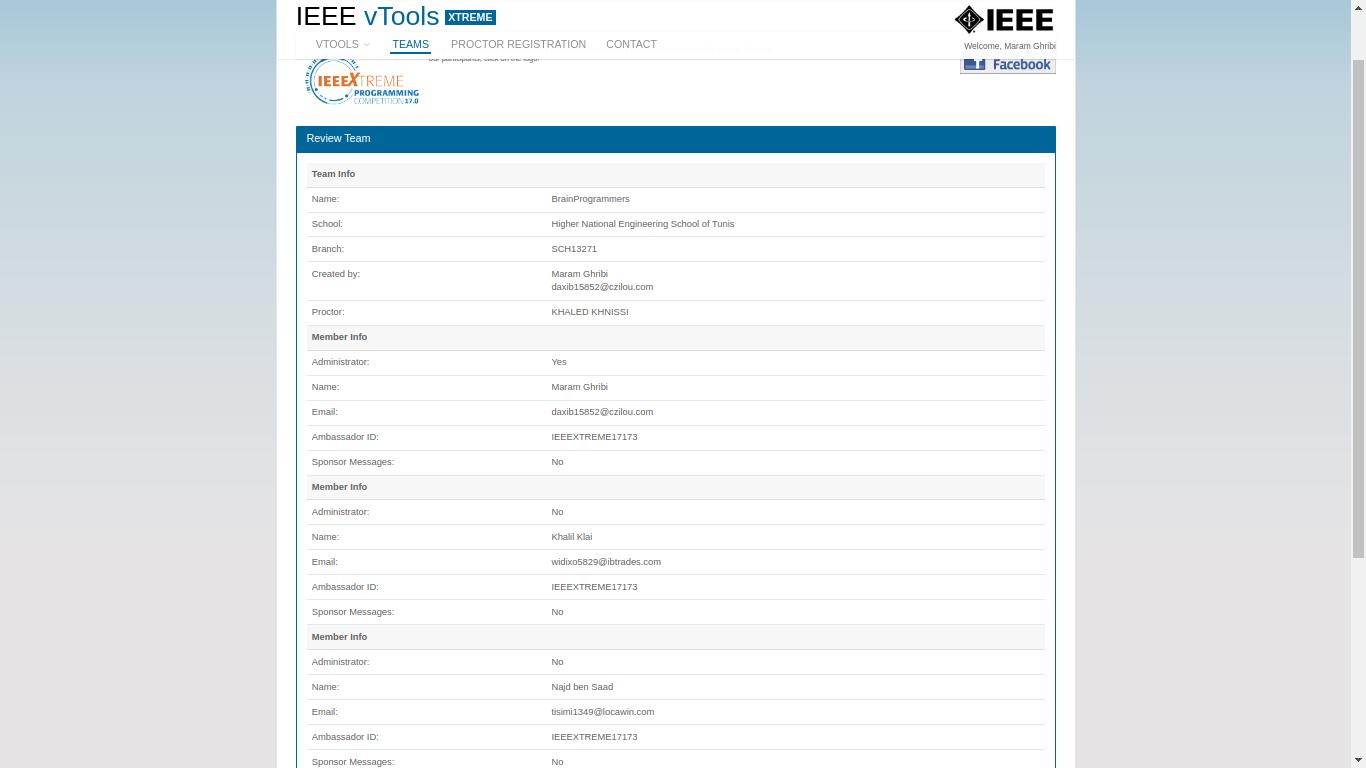 IEEE vTools XTREME
IEEE
VTOOLS
TEAMS
PROCTOR REGISTRATION
CONTACT
Welcome, Maram Ghribi
our participants, click on the logo.
Facebook
IEEEXTREME
PROGRAMMING
COMPETITION 17.0
Review Team
Team Info
Name: BrainProgrammers
School: Higher National Engineering School of Tunis
Branch: SCH13271
Created by: Maram Ghribi
daxib15852@czilou.com
Proctor: KHALED KHNISSI
Member Info
Administrator: Yes
Name: Maram Ghribi
Email: daxib15852@czilou.com
Ambassador ID: IEEEXTREME17173
Sponsor Messages: No
Member Info
Administrator: No
Name: Khalil Klai
Email: widixo5829@ibtrades.com
Ambassador ID: IEEEXTREME17173
Sponsor Messages: No
Member Info
Administrator: No
Name: Najd ben Saad
Email: tisimi1349@locawin.com
Ambassador ID: IEEEXTREME17173
Sponsor Messages: No